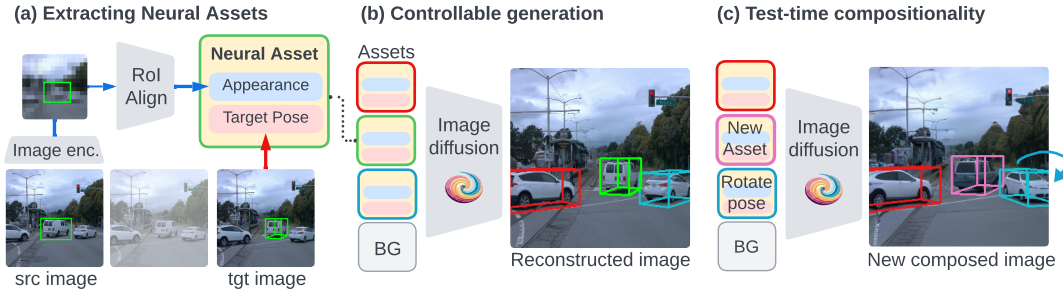 (a) Extracting Neural Assets
RoI
Align
Image enc.
Neural Asset
Appearance
Target Pose
src image
tgt image
(b) Controllable generation
Assets
BG
Image
diffusion
Reconstructed image
(c) Test-time compositionality
New
Asset
Rotate
pose
BG
Image
diffusion
New composed image